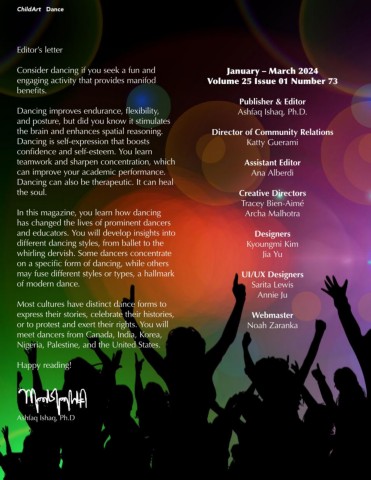 ChildArt Dance
Editor's letter
Consider dancing if you seek a fun and
engaging activity that provides manifod
benefits.
Dancing improves endurance, flexibility,
and posture, but did you know it stimulates
the brain and enhances spatial reasoning.
Dancing is self-expression that boosts
confidence and self-esteem. You learn
teamwork and sharpen concentration, which
can improve your academic performance.
Dancing can also be therapeutic. It can heal
the soul.
In this magazine, you learn how dancing
has changed the lives of prominent dancers
and educators. You will develop insights into
different dancing styles, from ballet to the
whirling dervish. Some dancers concentrate
on a specific form of dancing, while others
may fuse different styles or types, a hallmark
of modern dance.
Most cultures have distinct dance forms to
express their stories, celebrate their histories,
or to protest and exert their rights. You will
meet dancers from Canada, India, Korea,
Nigeria, Palestine, and the United States.
Happy reading!
Ashfaq Ishaq, Ph.D
January – March 2024
Volume 25 Issue 01 Number 73
Publisher & Editor
Ashfaq Ishaq, Ph.D.
Director of Community Relations
Katty Guerami
Assistant Editor
Ana Alberdi
Creative Directors
Tracey Bien-Aimé
Archa Malhotra
Designers
Kyoungmi Kim
Jia Yu
UI/UX Designers
Sarita Lewis
Annie Ju
Webmaster
Noah Zaranka